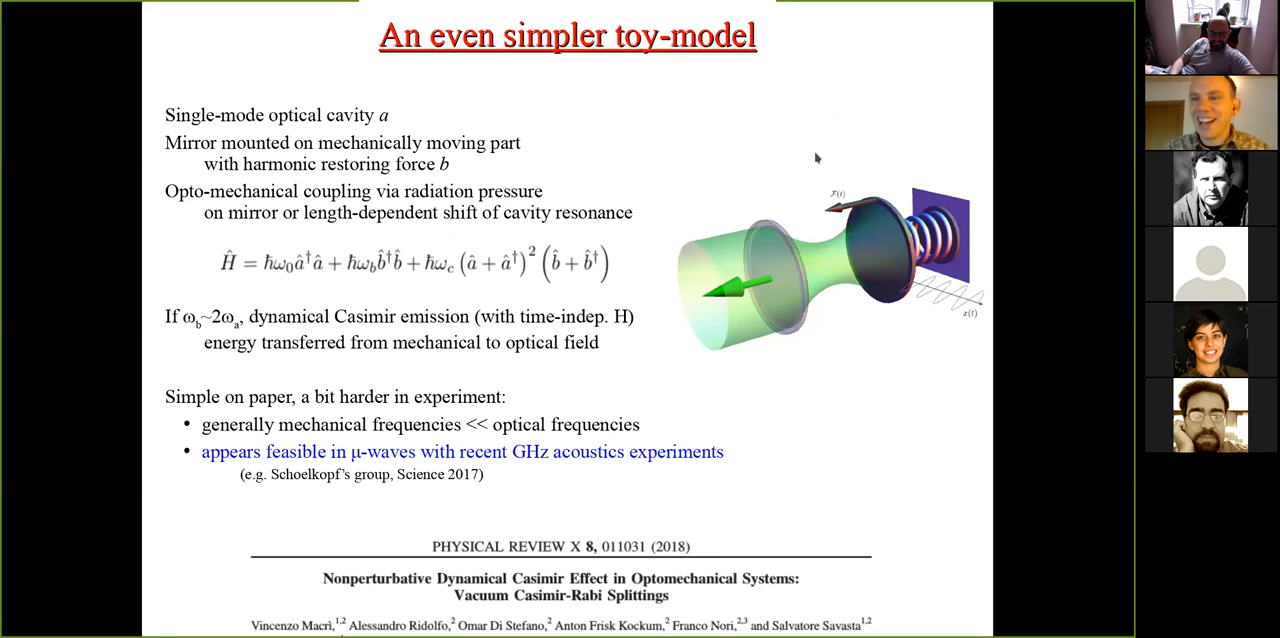 An even simpler toy-model
Single-mode optical cavity a
Mirror mounted on mechanically moving part
with harmonic restoring force b
Opto-mechanical coupling via radiation pressure
on mirror or length-dependent shift of cavity resonance
Ĥ = ħω₀â†â + ħω_b b̂†b̂ + ħω_c (â + â†)² (b̂ + b̂†)
If ω_b~2ω_a, dynamical Casimir emission (with time-indep. H)
energy transferred from mechanical to optical field
Simple on paper, a bit harder in experiment:
• generally mechanical frequencies << optical frequencies
• appears feasible in μ-waves with recent GHz acoustics experiments
(e.g. Schoelkopf's group, Science 2017)
F(t)
x(t)
PHYSICAL REVIEW X 8, 011031 (2018)
Nonperturbative Dynamical Casimir Effect in Optomechanical Systems:
Vacuum Casimir-Rabi Splittings
Vincenzo Macrì,¹,² Alessandro Ridolfo,² Omar Di Stefano,² Anton Frisk Kockum,² Franco Nori,²,³ and Salvatore Savasta¹,²